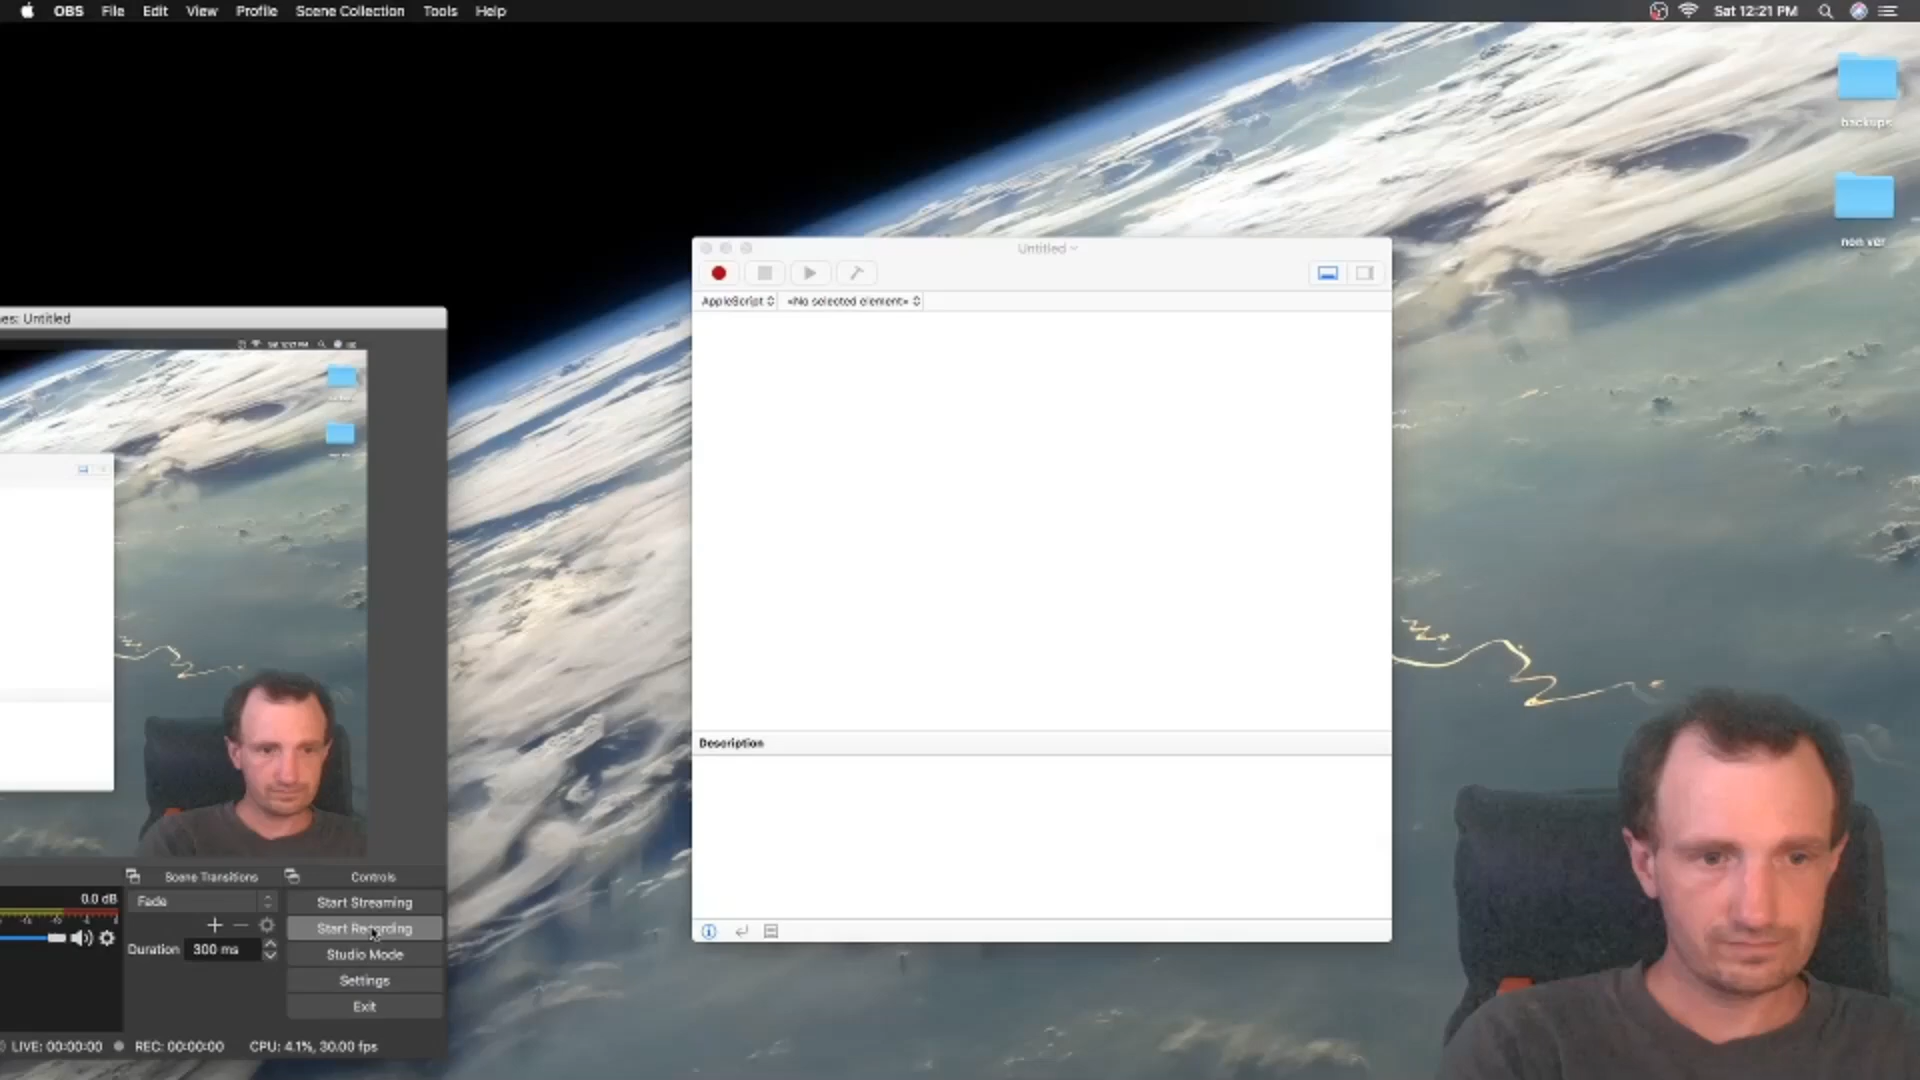 OBS File Edit View Profile Scene Collection Tools Help Sat 12:21 PM
backups
non ver
Untitled
AppleScript <No selected element>
Description
es: Untitled
Scene Transitions Controls
0.0 dB
Fade
Start Streaming
Start Recording
Duration 300 ms
Studio Mode
Settings
Exit
LIVE: 00:00:00 REC: 00:00:00 CPU: 4.1%, 30.00 fps